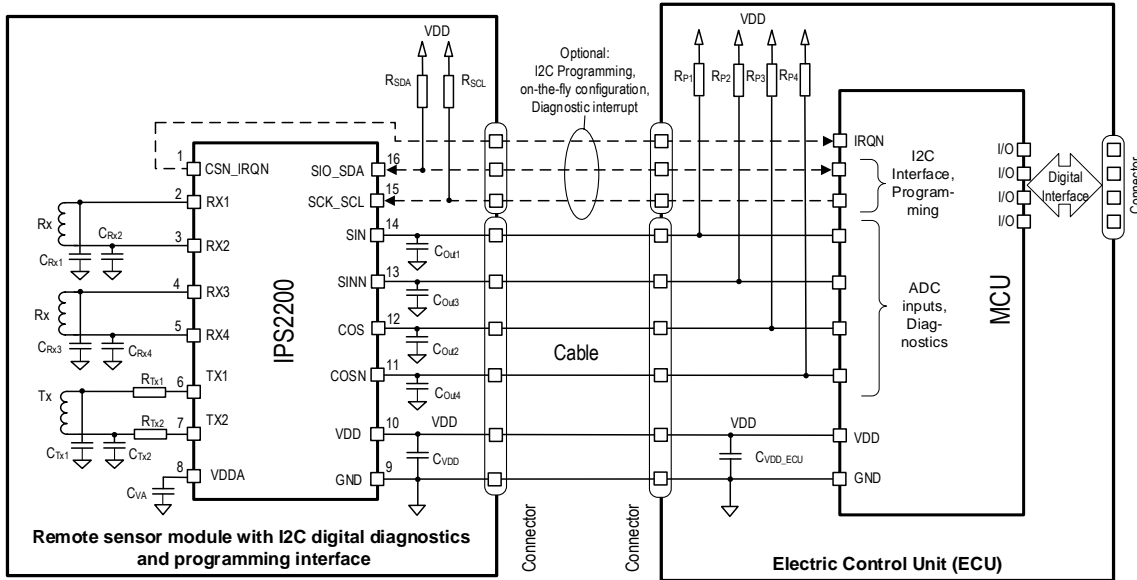 VDD
VDD
Optional:
I2C Programming,
on-the-fly configuration,
Diagnostic interrupt
RSDA
RSCL
RP1
RP2
RP3
RP4
1
CSN_IRQN
SIO_SDA
16
15
SCK_SCL
2
RX1
Rx
CRx1
CRx2
3
RX2
14
SIN
COut1
13
SINN
COut3
4
RX3
Rx
CRx3
CRx4
5
RX4
12
COS
COut2
11
COSN
COut4
IPS2200
TX1
6
RTx1
Tx
TX2
RTx2
7
CTx1
CTx2
8
VDDA
CVA
VDD
10
VDD
CVDD
GND
9
Cable
IRQN
I2C
Interface,
Program-
ming
ADC
inputs,
Diag-
nostics
MCU
I/O
I/O
I/O
I/O
Digital
Interface
Connector
VDD
CVDD_ECU
VDD
GND
Connector
Connector
Remote sensor module with I2C digital diagnostics
and programming interface
Electric Control Unit (ECU)